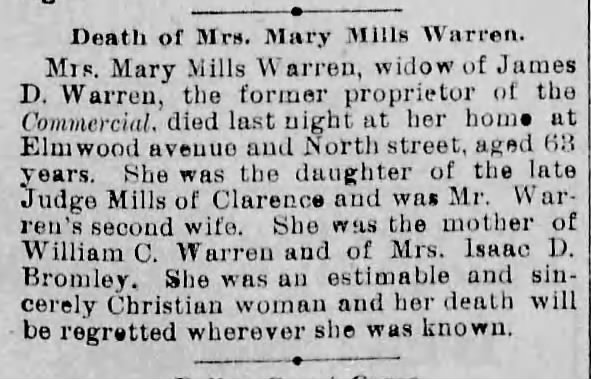 Death of Mrs. Mary Mills Warren.
Mrs. Mary Mills Warren, widow of James
D. Warren, the former proprietor of the
Commercial, died last night at her home at
Elmwood avenue and North street, aged 63
years. She was the daughter of the late
Judge Mills of Clarence and was Mr. War-
ren's second wife. She was the mother of
William C. Warren and of Mrs. Isaac D.
Bromley. She was an estimable and sin-
cerely Christian woman and her death will
be regretted wherever she was known.